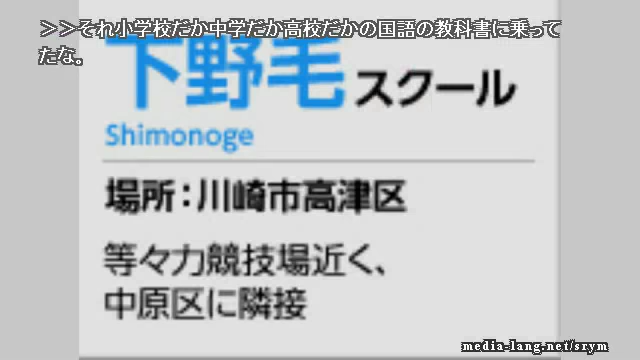 ＞＞それ小学校だか中学だか高校だかの国語の教科書に乗って
たな。
下野毛スクール
Shimonoge
場所：川崎市高津区
等々力競技場近く、
中原区に隣接
media-lang.net/srym